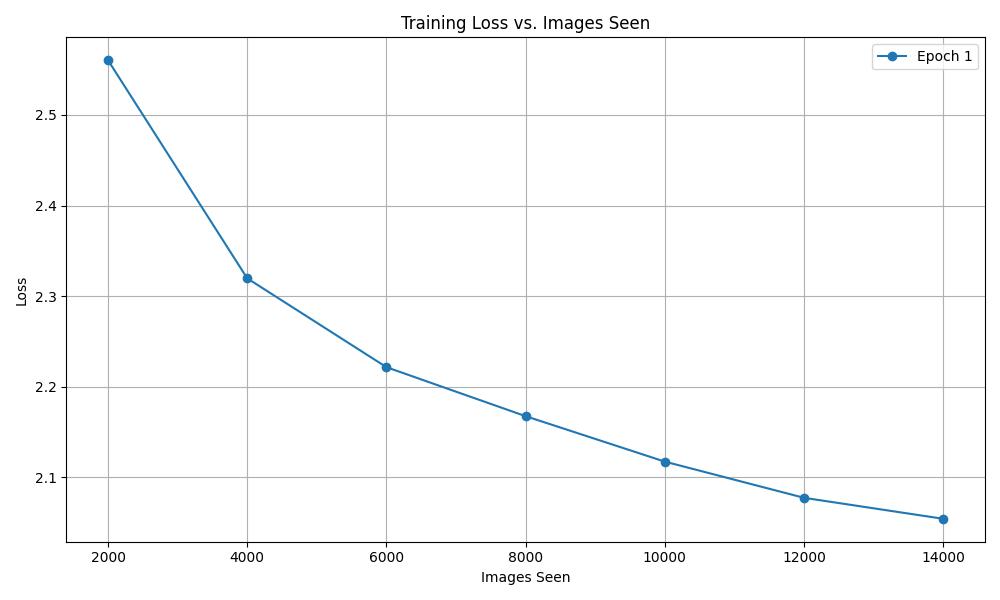 Training Loss vs. Images Seen
Epoch 1
Loss
2.5
2.4
2.3
2.2
2.1
2000 4000 6000 8000 10000 12000 14000
Images Seen